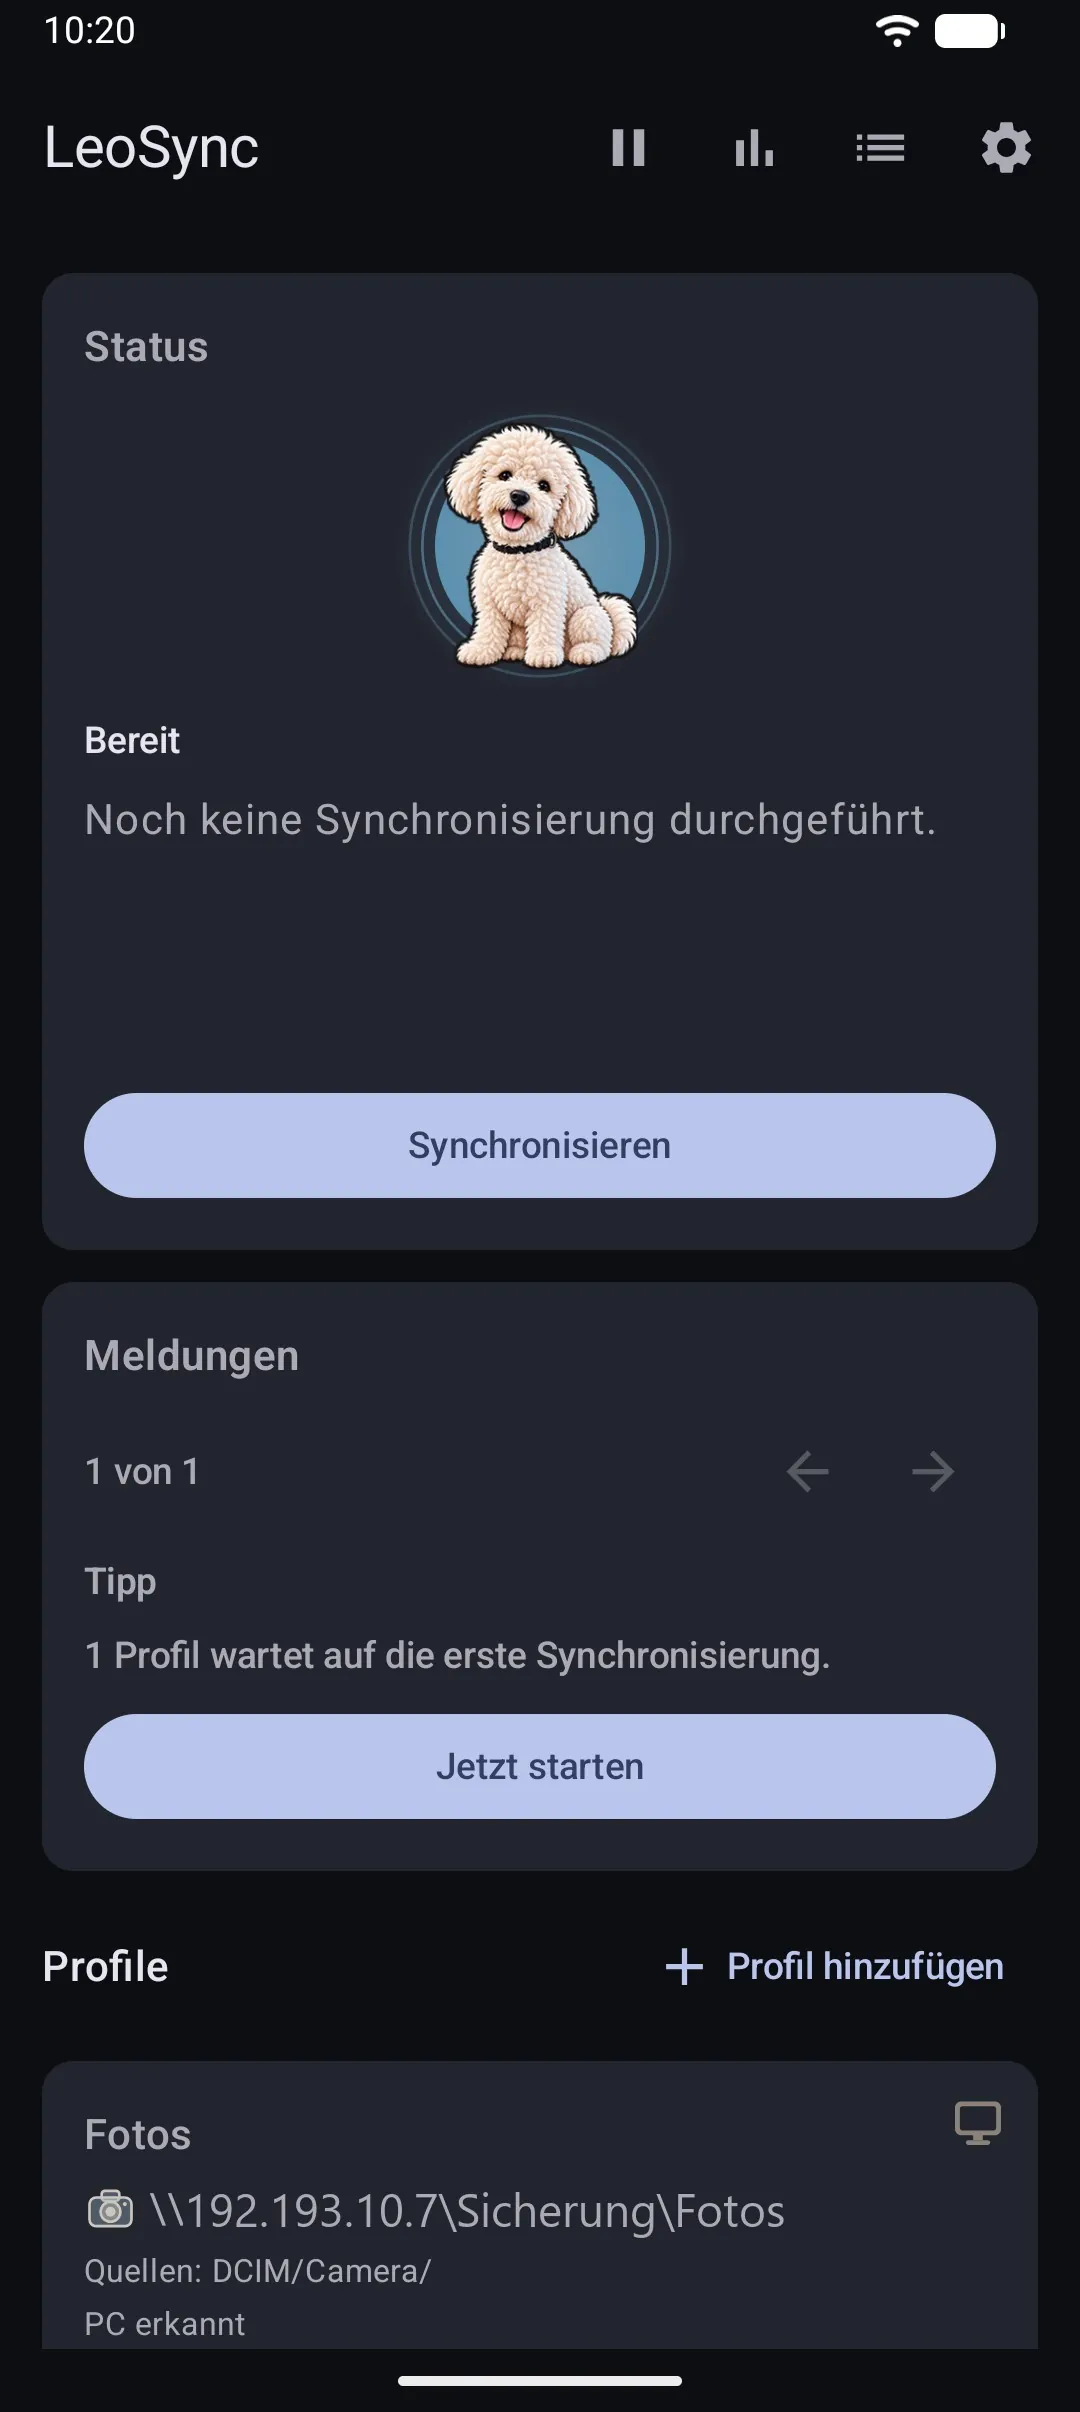 10:20
LeoSync
Status
Bereit
Noch keine Synchronisierung durchgeführt.
Synchronisieren
Meldungen
1 von 1
Tipp
1 Profil wartet auf die erste Synchronisierung.
Jetzt starten
Profile
Profil hinzufügen
Fotos
\\192.193.10.7\Sicherung\Fotos
Quellen: DCIM/Camera/
PC erkannt